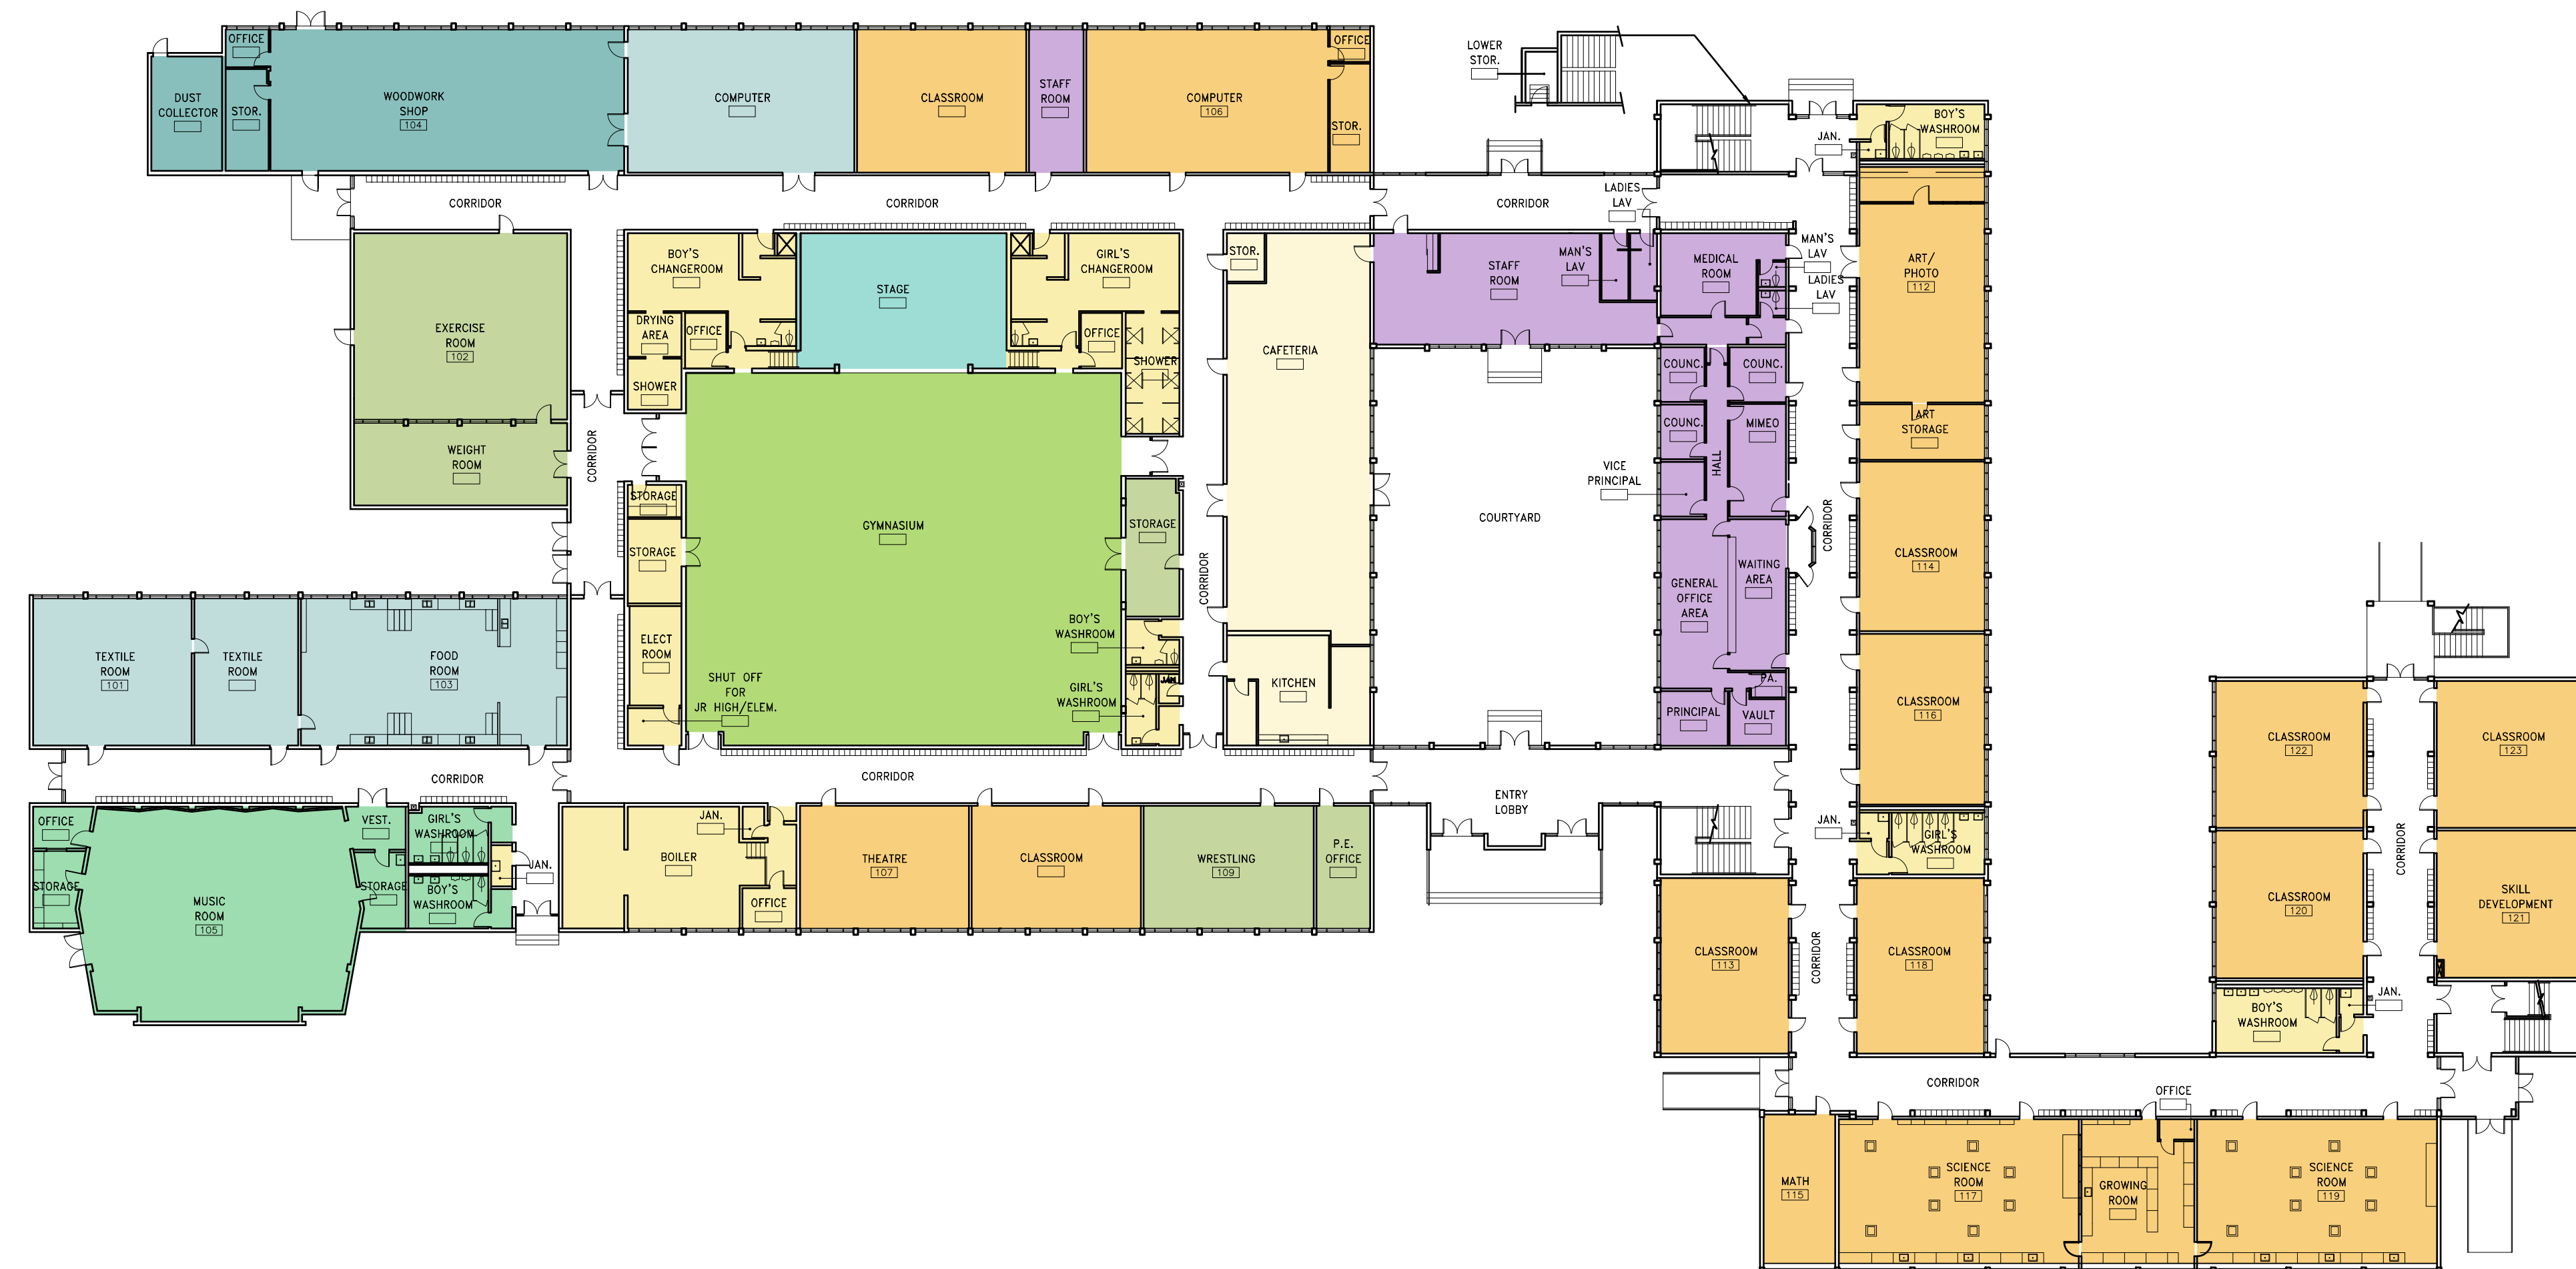 OFFICE
DUST
COLLECTOR
STOR.
WOODWORK
SHOP
104
COMPUTER
CLASSROOM
STAFF
ROOM
COMPUTER
106
OFFICE
STOR.
LOWER
STOR.
JAN.
BOY'S
WASHROOM
CORRIDOR
CORRIDOR
CORRIDOR
LADIES
LAV
EXERCISE
ROOM
102
WEIGHT
ROOM
CORRIDOR
BOY'S
CHANGEROOM
DRYING
AREA
OFFICE
SHOWER
STAGE
GIRL'S
CHANGEROOM
OFFICE
SHOWER
STOR.
CAFETERIA
STAFF
ROOM
MAN'S
LAV
MEDICAL
ROOM
MAN'S
LAV
LADIES
LAV
ART/
PHOTO
112
ART
STORAGE
COUNC.
COUNC.
COUNC.
MIMEO
HALL
VICE
PRINCIPAL
STORAGE
STORAGE
ELECT
ROOM
GYMNASIUM
STORAGE
CORRIDOR
COURTYARD
GENERAL
OFFICE
AREA
WAITING
AREA
CORRIDOR
CLASSROOM
114
CLASSROOM
116
TEXTILE
ROOM
101
TEXTILE
ROOM
FOOD
ROOM
103
SHUT OFF
FOR
JR HIGH/ELEM.
BOY'S
WASHROOM
GIRL'S
WASHROOM
JAN.
KITCHEN
PRINCIPAL
P.A.
VAULT
CLASSROOM
122
CLASSROOM
123
CORRIDOR
CORRIDOR
ENTRY
LOBBY
OFFICE
STORAGE
MUSIC
ROOM
105
VEST.
STORAGE
GIRL'S
WASHROOM
BOY'S
WASHROOM
JAN.
BOILER
JAN.
OFFICE
THEATRE
107
CLASSROOM
WRESTLING
109
P.E.
OFFICE
JAN.
GIRL'S
WASHROOM
CLASSROOM
113
CORRIDOR
CLASSROOM
118
CLASSROOM
120
CORRIDOR
SKILL
DEVELOPMENT
121
BOY'S
WASHROOM
JAN.
CORRIDOR
OFFICE
MATH
115
SCIENCE
ROOM
117
GROWING
ROOM
SCIENCE
ROOM
119